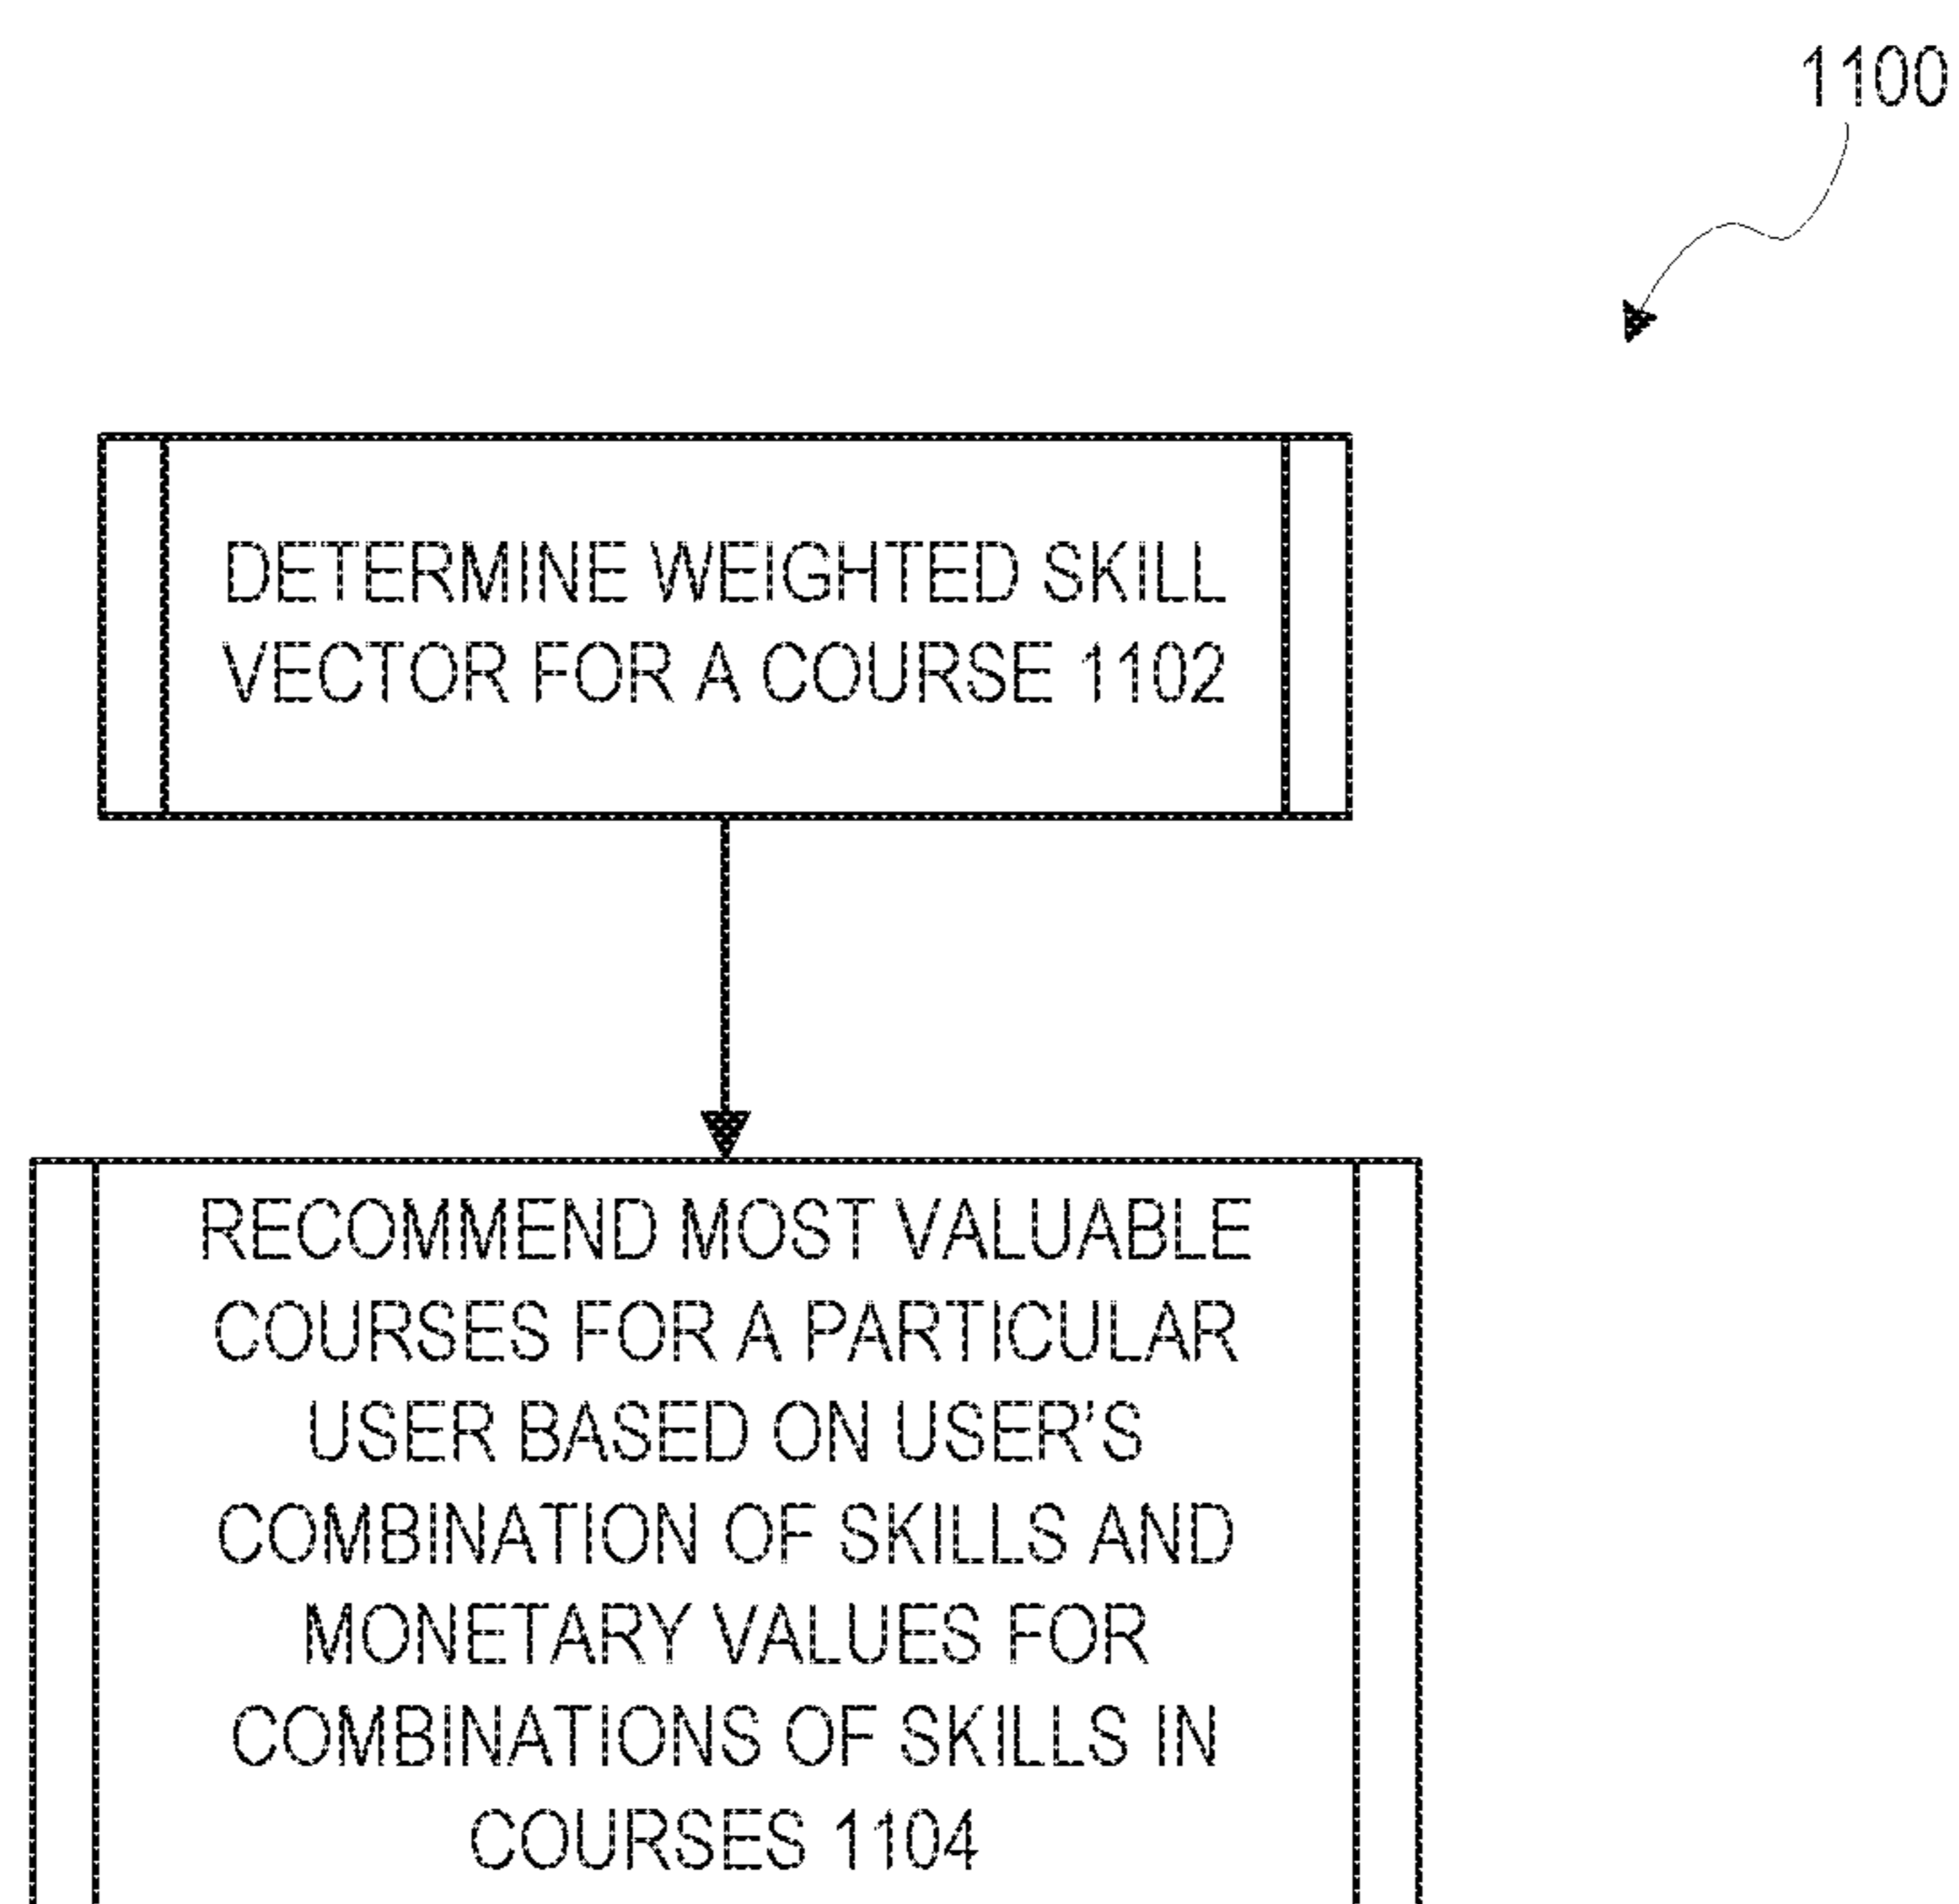 1100
DETERMINE WEIGHTED SKILL
VECTOR FOR A COURSE 1102
RECOMMEND MOST VALUABLE
COURSES FOR A PARTICULAR
USER BASED ON USER'S
COMBINATION OF SKILLS AND
MONETARY VALUES FOR
COMBINATIONS OF SKILLS IN
COURSES 1104